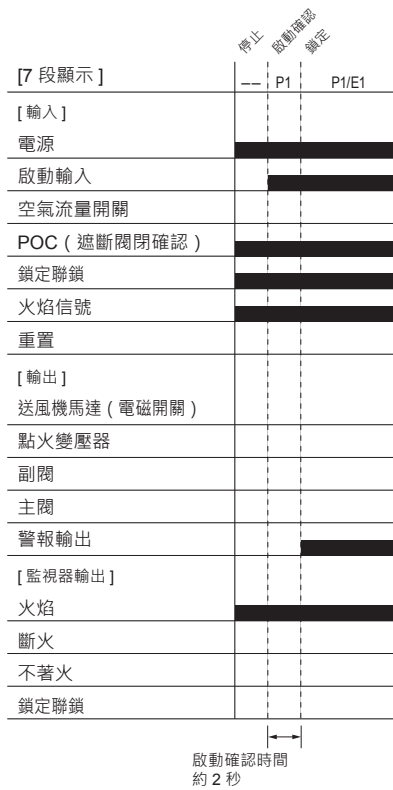 停止 啟動確認 鎖定
[7 段顯示 ] –– P1 P1/E1
[ 輸入 ]
電源
啟動輸入
空氣流量開關
POC ( 遮斷閥閉確認 )
鎖定聯鎖
火焰信號
重置
[ 輸出 ]
送風機馬達 ( 電磁開關 )
點火變壓器
副閥
主閥
警報輸出
[ 監視器輸出 ]
火焰
斷火
不著火
鎖定聯鎖
啟動確認時間
約 2 秒